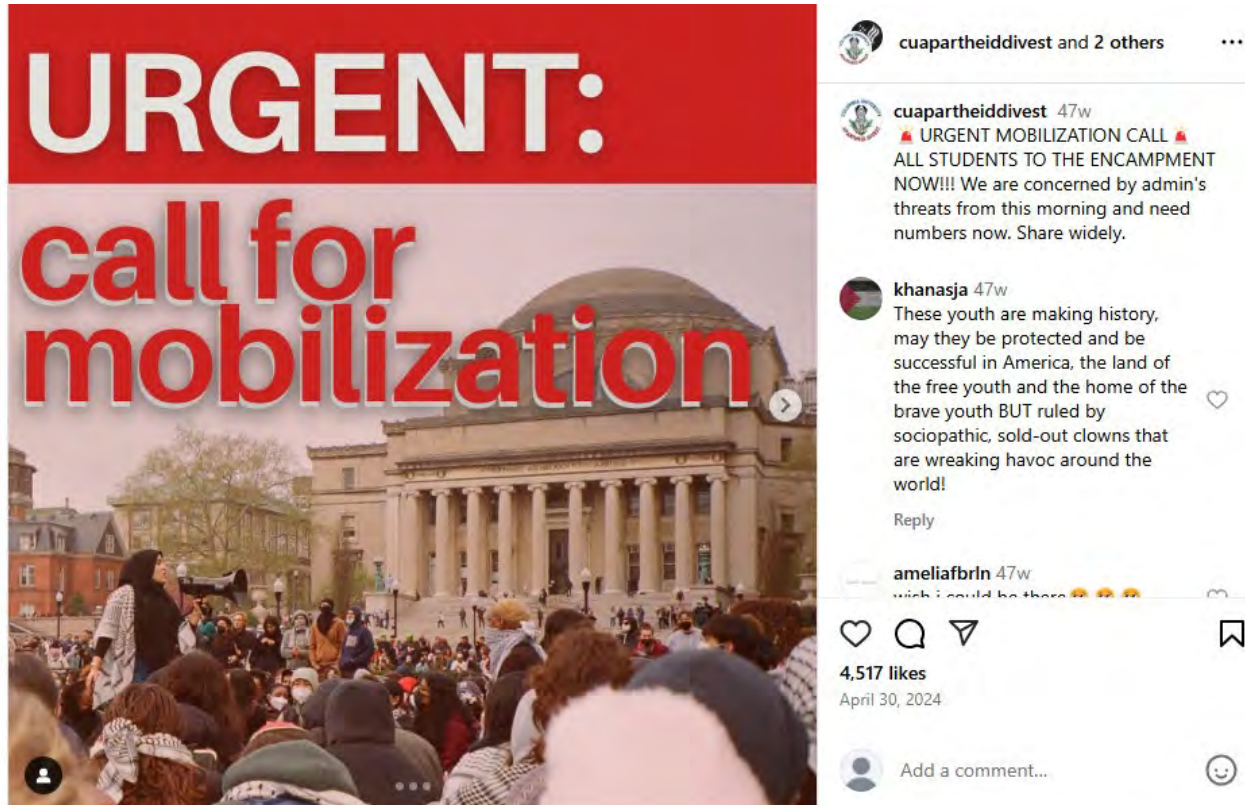 URGENT:
call for
mobilization
cuapartheiddivest and 2 others
cuapartheiddivest 47w
🚨 URGENT MOBILIZATION CALL 🚨
ALL STUDENTS TO THE ENCAMPMENT
NOW!!! We are concerned by admin's
threats from this morning and need
numbers now. Share widely.
khanasja 47w
These youth are making history,
may they be protected and be
successful in America, the land of
the free youth and the home of the
brave youth BUT ruled by
sociopathic, sold-out clowns that
are wreaking havoc around the
world!
Reply
ameliafbrln 47w
wish i could be there
4,517 likes
April 30, 2024
Add a comment...